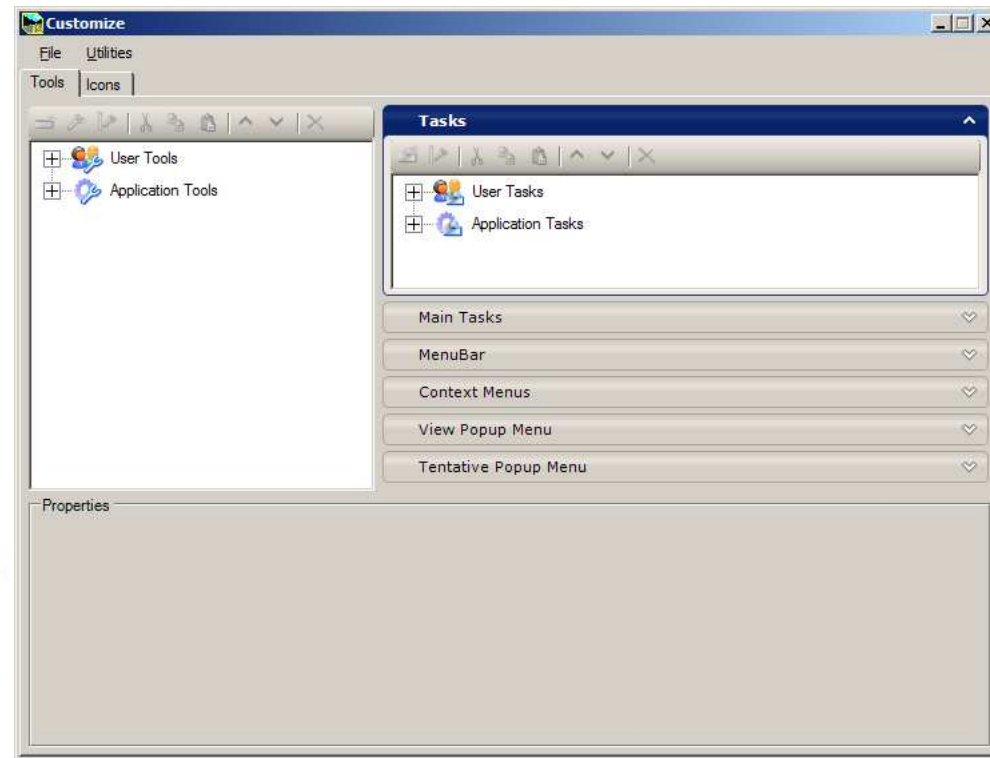 Customize
File Utilities
Tools Icons
User Tools
Application Tools
Tasks
User Tasks
Application Tasks
Main Tasks
MenuBar
Context Menus
View Popup Menu
Tentative Popup Menu
Properties